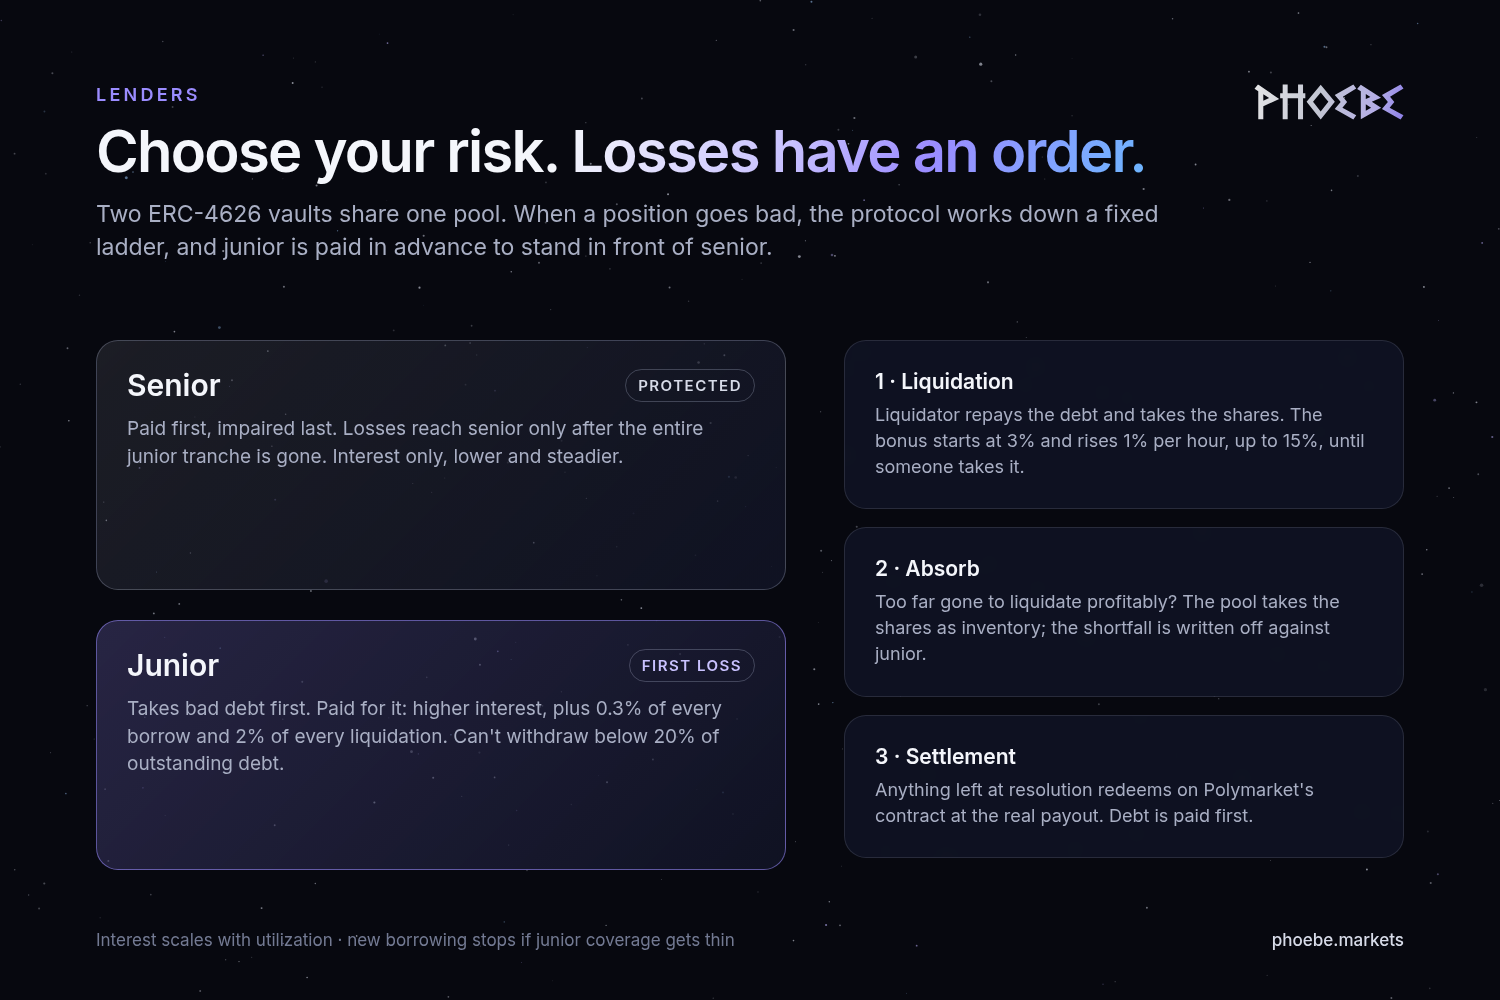 LENDERS
PHOEBE
Choose your risk. Losses have an order.
Two ERC-4626 vaults share one pool. When a position goes bad, the protocol works down a fixed
ladder, and junior is paid in advance to stand in front of senior.
Senior
PROTECTED
Paid first, impaired last. Losses reach senior only after the entire
junior tranche is gone. Interest only, lower and steadier.
Junior
FIRST LOSS
Takes bad debt first. Paid for it: higher interest, plus 0.3% of every
borrow and 2% of every liquidation. Can't withdraw below 20% of
outstanding debt.
1 · Liquidation
Liquidator repays the debt and takes the shares. The
bonus starts at 3% and rises 1% per hour, up to 15%, until
someone takes it.
2 · Absorb
Too far gone to liquidate profitably? The pool takes the
shares as inventory; the shortfall is written off against
junior.
3 · Settlement
Anything left at resolution redeems on Polymarket's
contract at the real payout. Debt is paid first.
Interest scales with utilization · new borrowing stops if junior coverage gets thin
phoebe.markets